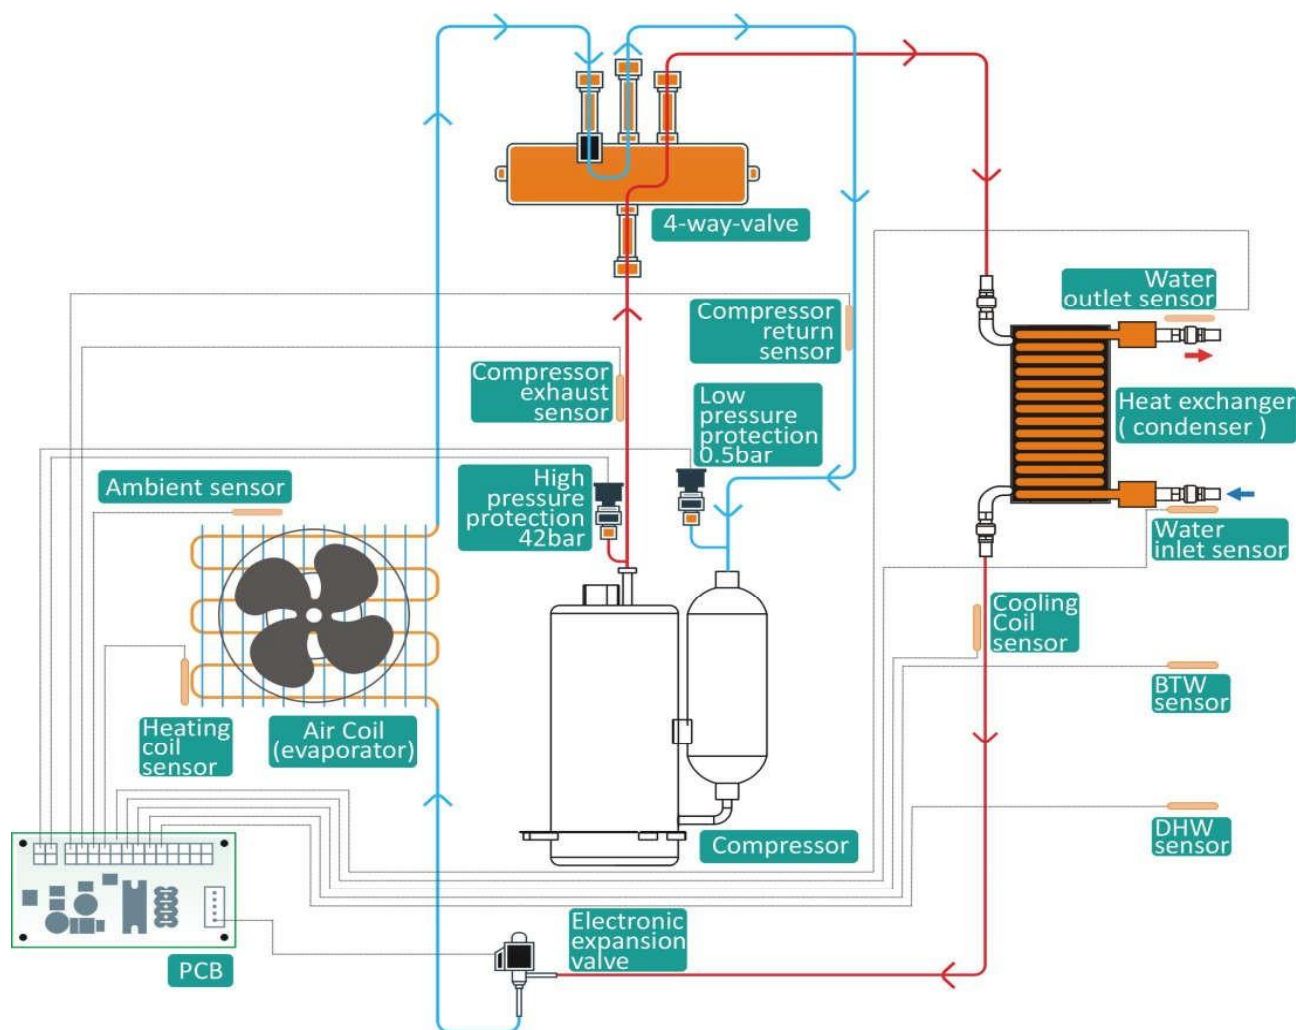 4-way-valve
Water
outlet sensor
Compressor
return
sensor
Compressor
exhaust
sensor
Low
pressure
protection
0.5bar
Heat exchanger
( condenser )
High
pressure
protection
42bar
Ambient sensor
Water
inlet sensor
Cooling
Coil
sensor
BTW
sensor
Heating
coil
sensor
Air Coil
(evaporator)
DHW
sensor
Compressor
Electronic
expansion
valve
PCB